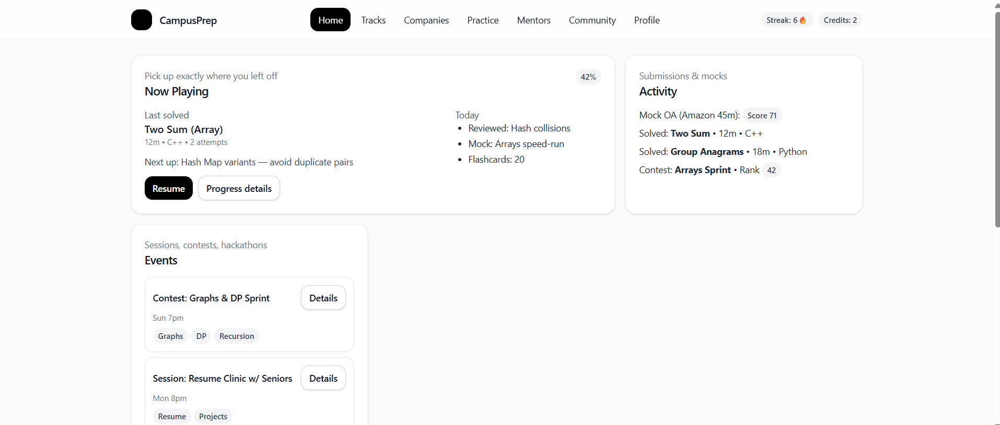 CampusPrep
Home Tracks Companies Practice Mentors Community Profile
Streak: 6🔥 Credits: 2
Pick up exactly where you left off
42%
Now Playing
Last solved
Two Sum (Array)
12m • C++ • 2 attempts
Next up: Hash Map variants — avoid duplicate pairs
Resume Progress details
Today
• Reviewed: Hash collisions
• Mock: Arrays speed-run
• Flashcards: 20
Submissions & mocks
Activity
Mock OA (Amazon 45m): Score 71
Solved: Two Sum • 12m • C++
Solved: Group Anagrams • 18m • Python
Contest: Arrays Sprint • Rank 42
Sessions, contests, hackathons
Events
Contest: Graphs & DP Sprint Details
Sun 7pm
Graphs DP Recursion
Session: Resume Clinic w/ Seniors Details
Mon 8pm
Resume Projects